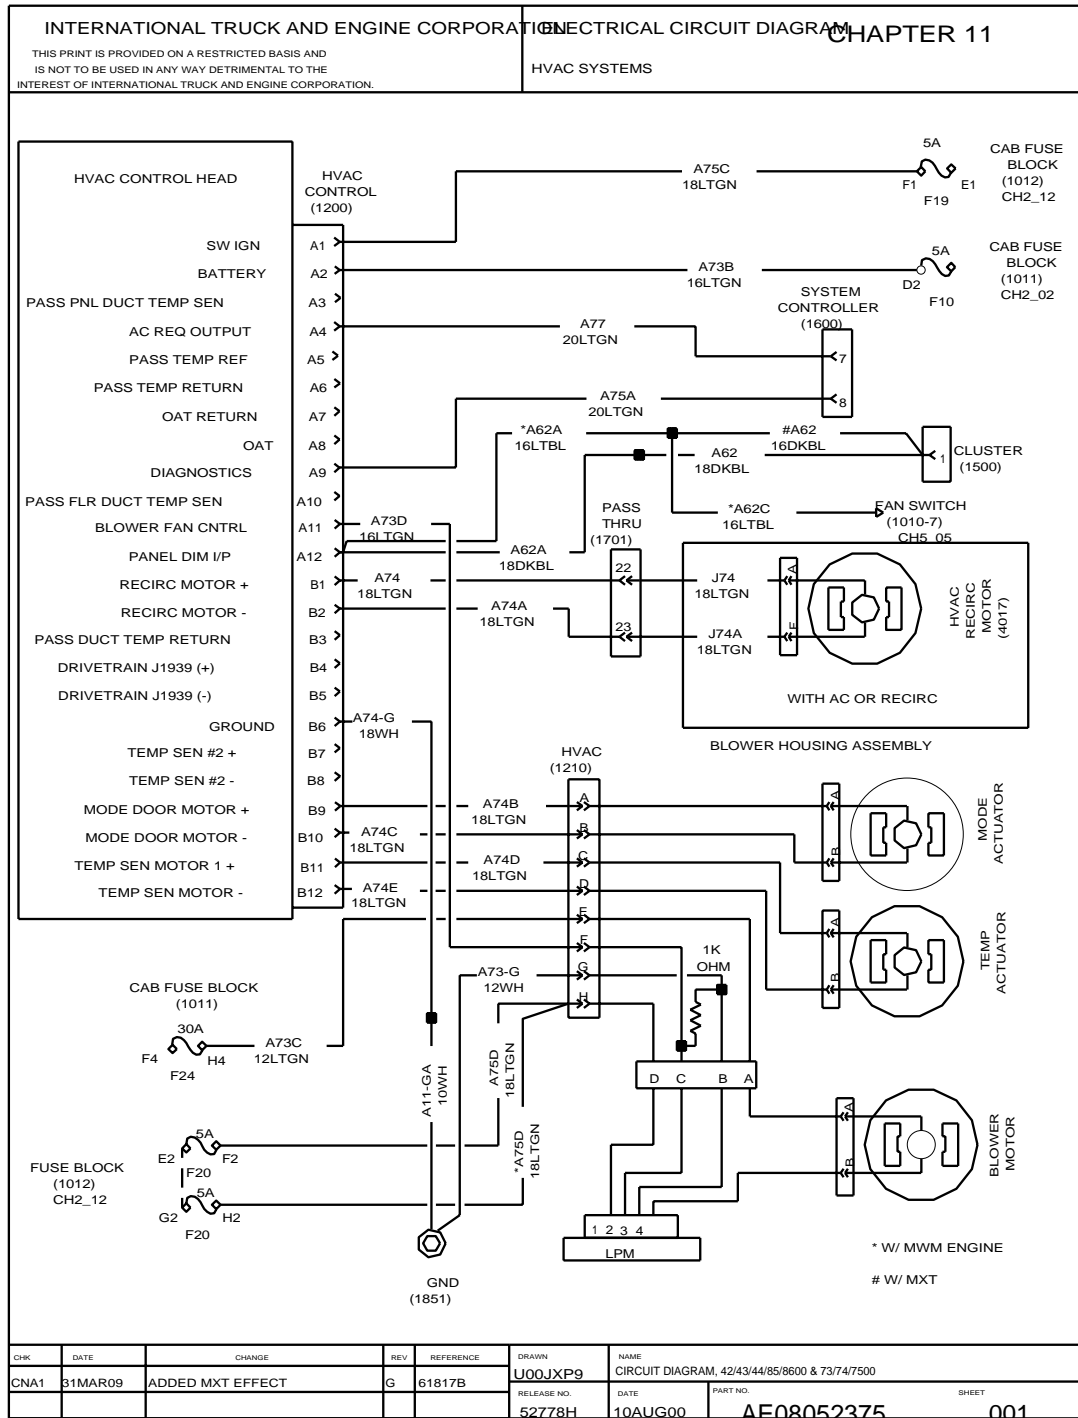 INTERNATIONAL TRUCK AND ENGINE CORPORATION
ELECTRICAL CIRCUIT DIAGRAM
CHAPTER 11
THIS PRINT IS PROVIDED ON A RESTRICTED BASIS AND
IS NOT TO BE USED IN ANY WAY DETRIMENTAL TO THE
INTEREST OF INTERNATIONAL TRUCK AND ENGINE CORPORATION.
HVAC SYSTEMS
HVAC CONTROL HEAD
HVAC
CONTROL
(1200)
SW IGN A1
BATTERY A2
PASS PNL DUCT TEMP SEN A3
AC REQ OUTPUT A4
PASS TEMP REF A5
PASS TEMP RETURN A6
OAT RETURN A7
OAT A8
DIAGNOSTICS A9
PASS FLR DUCT TEMP SEN A10
BLOWER FAN CNTRL A11
PANEL DIM I/P A12
RECIRC MOTOR + B1
RECIRC MOTOR - B2
PASS DUCT TEMP RETURN B3
DRIVETRAIN J1939 (+) B4
DRIVETRAIN J1939 (-) B5
GROUND B6
TEMP SEN #2 + B7
TEMP SEN #2 - B8
MODE DOOR MOTOR + B9
MODE DOOR MOTOR - B10
TEMP SEN MOTOR 1 + B11
TEMP SEN MOTOR - B12
A75C
18LTGN
5A
F1 E1
F19
CAB FUSE
BLOCK
(1012)
CH2_12
A73B
16LTGN
5A
D2
F10
CAB FUSE
BLOCK
(1011)
CH2_02
SYSTEM
CONTROLLER
(1600)
7
8
A77
20LTGN
A75A
20LTGN
*A62A
16LTBL
#A62
16DKBL
A62
18DKBL
1
CLUSTER
(1500)
*A62C
16LTBL
FAN SWITCH
(1010-7)
CH5_05
A73D
16LTGN
A62A
18DKBL
PASS
THRU
(1701)
22
23
A74
18LTGN
A74A
18LTGN
J74
18LTGN
J74A
18LTGN
A
F
HVAC
RECIRC
MOTOR
(4017)
WITH AC OR RECIRC
BLOWER HOUSING ASSEMBLY
A74-G
18WH
HVAC
(1210)
A
B
C
D
E
F
G
H
A74B
18LTGN
A74C
18LTGN
A74D
18LTGN
A74E
18LTGN
A
B
MODE
ACTUATOR
A
B
TEMP
ACTUATOR
1K
OHM
A73-G
12WH
CAB FUSE BLOCK
(1011)
30A
F4 H4
F24
A73C
12LTGN
A11-GA
10WH
A75D
18LTGN
*A75D
18LTGN
D C B A
A
B
BLOWER
MOTOR
FUSE BLOCK
(1012)
CH2_12
5A
E2 F2
F20
5A
G2 H2
F20
1 2 3 4
LPM
GND
(1851)
* W/ MWM ENGINE
# W/ MXT
CHK DATE CHANGE REV REFERENCE
CNA1 31MAR09 ADDED MXT EFFECT G 61817B
DRAWN
U00JXP9
NAME
CIRCUIT DIAGRAM, 42/43/44/85/8600 & 73/74/7500
RELEASE NO.
52778H
DATE
10AUG00
PART NO.
AE08052375
SHEET
001